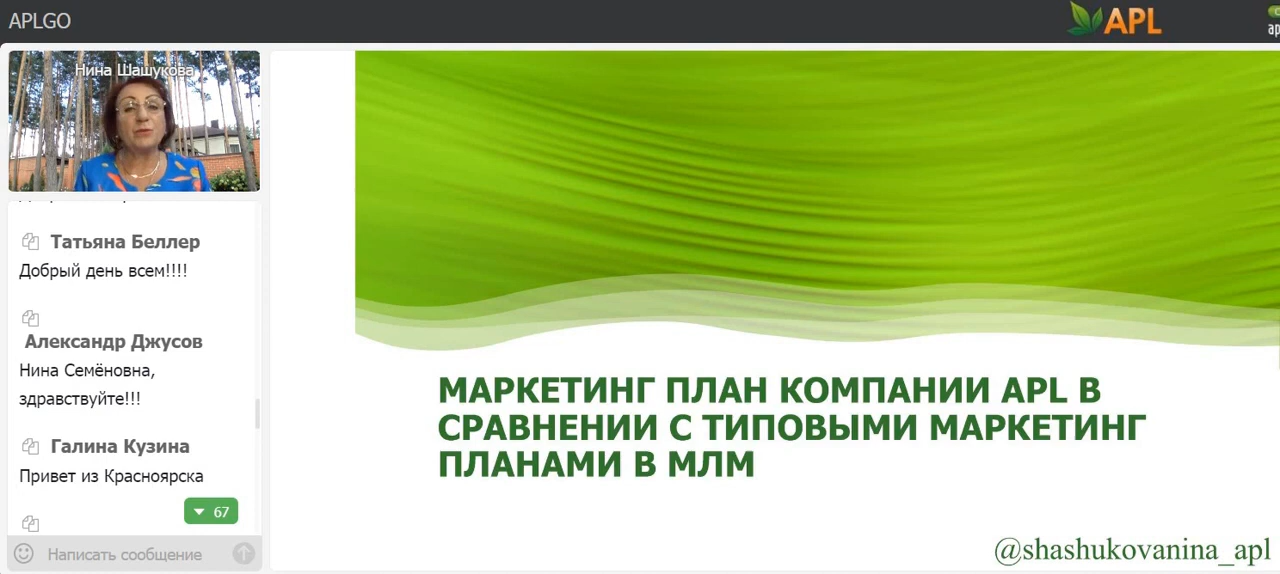 APLGO
APL
ap
Нина Шашукова
Татьяна Беллер
Добрый день всем!!!!
Александр Джусов
Нина Семёновна,
здравствуйте!!!
Галина Кузина
Привет из Красноярска
67
Написать сообщение
МАРКЕТИНГ ПЛАН КОМПАНИИ APL В
СРАВНЕНИИ С ТИПОВЫМИ МАРКЕТИНГ
ПЛАНАМИ В МЛМ
@shashukovanina_apl